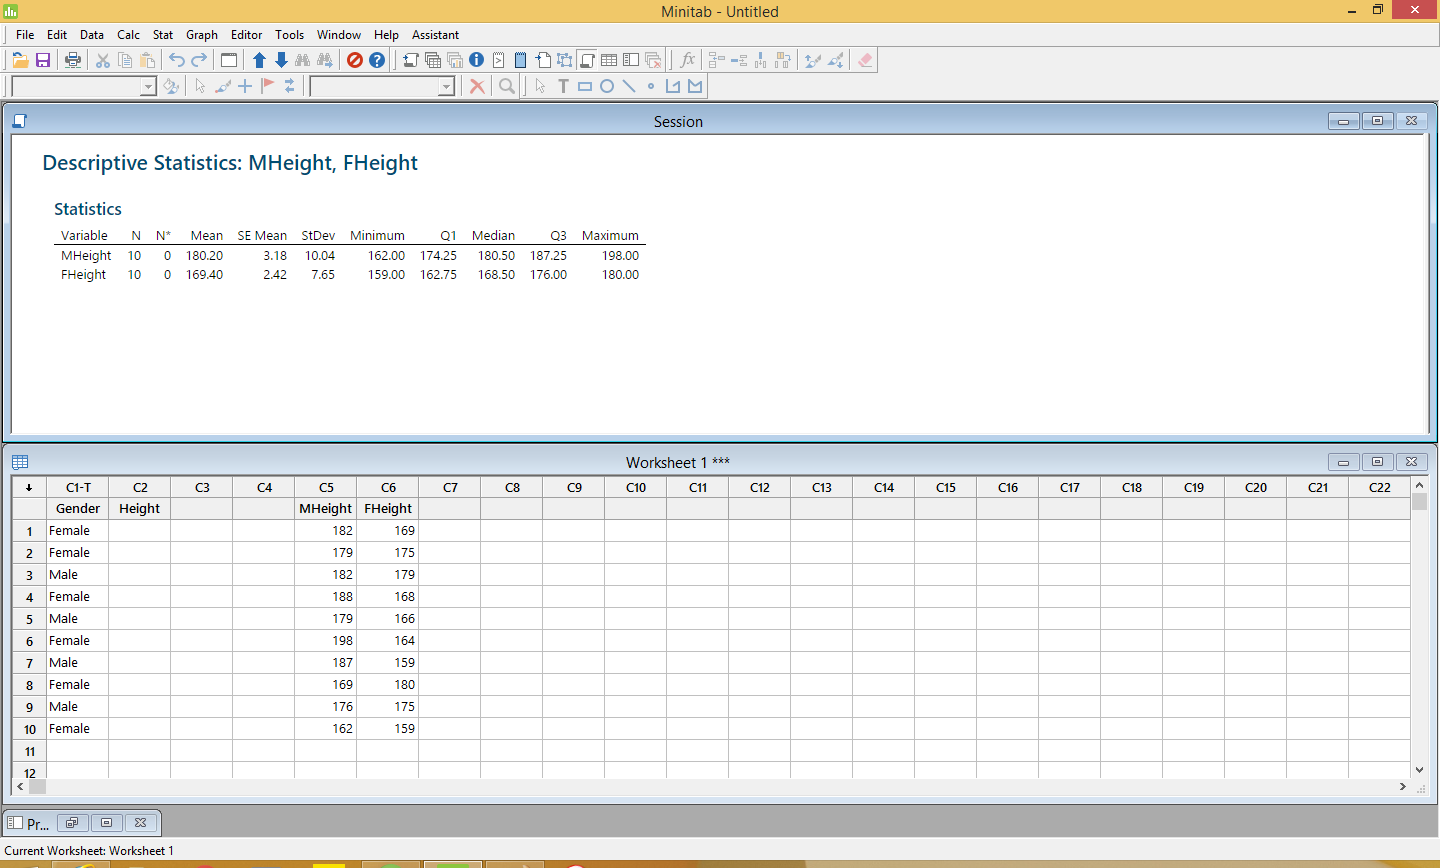 Minitab - Untitled
File Edit Data Calc Stat Graph Editor Tools Window Help Assistant
Session
Descriptive Statistics: MHeight, FHeight
Statistics
Variable N N* Mean SE Mean StDev Minimum Q1 Median Q3 Maximum
MHeight 10 0 180.20 3.18 10.04 162.00 174.25 180.50 187.25 198.00
FHeight 10 0 169.40 2.42 7.65 159.00 162.75 168.50 176.00 180.00
Worksheet 1 ***
C1-T C2 C3 C4 C5 C6 C7 C8 C9 C10 C11 C12 C13 C14 C15 C16 C17 C18 C19 C20 C21 C22
Gender Height MHeight FHeight
1 Female 182 169
2 Female 179 175
3 Male 182 179
4 Female 188 168
5 Male 179 166
6 Female 198 164
7 Male 187 159
8 Female 169 180
9 Male 176 175
10 Female 162 159
11
12
Pr...
Current Worksheet: Worksheet 1